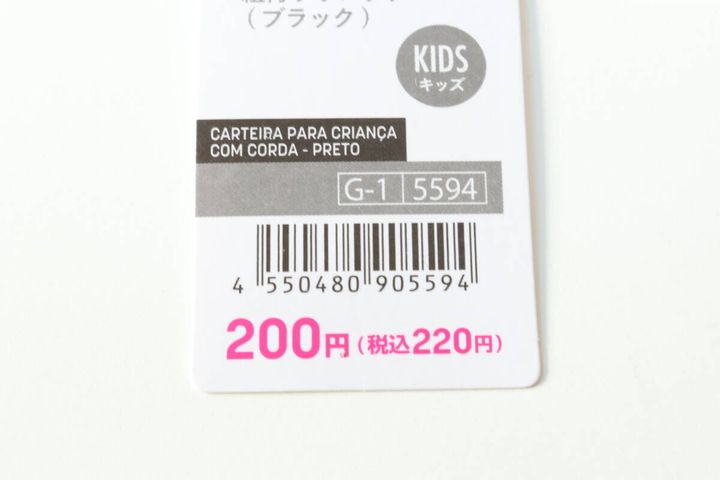 (ブラック)
KIDS
キッズ
CARTEIRA PARA CRIANÇA
COM CORDA - PRETO
G-1 5594
4 550480 905594
200円(税込220円)